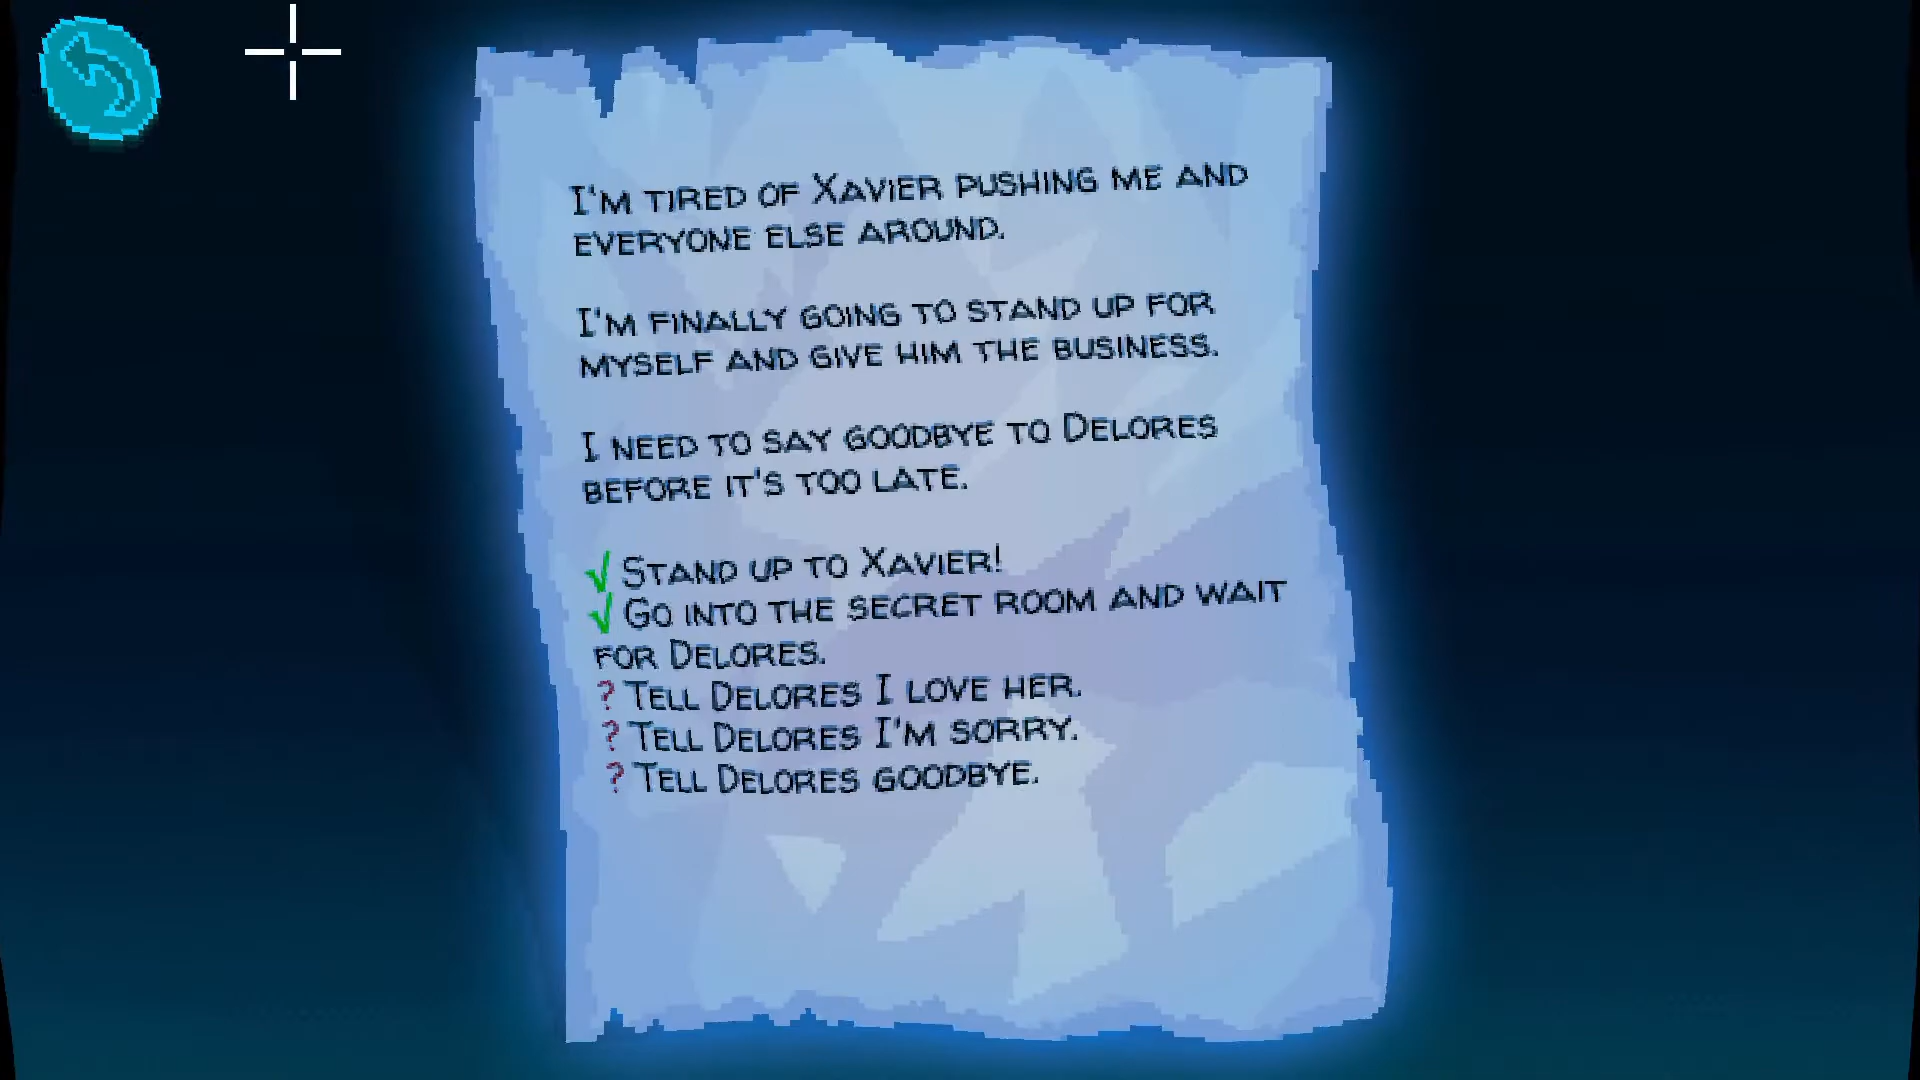 I'm tired of Xavier pushing me and
everyone else around.
I'm finally going to stand up for
myself and give him the business.
I need to say goodbye to Delores
before it's too late.
√ Stand up to Xavier!
√ Go into the secret room and wait
for Delores.
? Tell Delores I love her.
? Tell Delores I'm sorry.
? Tell Delores goodbye.